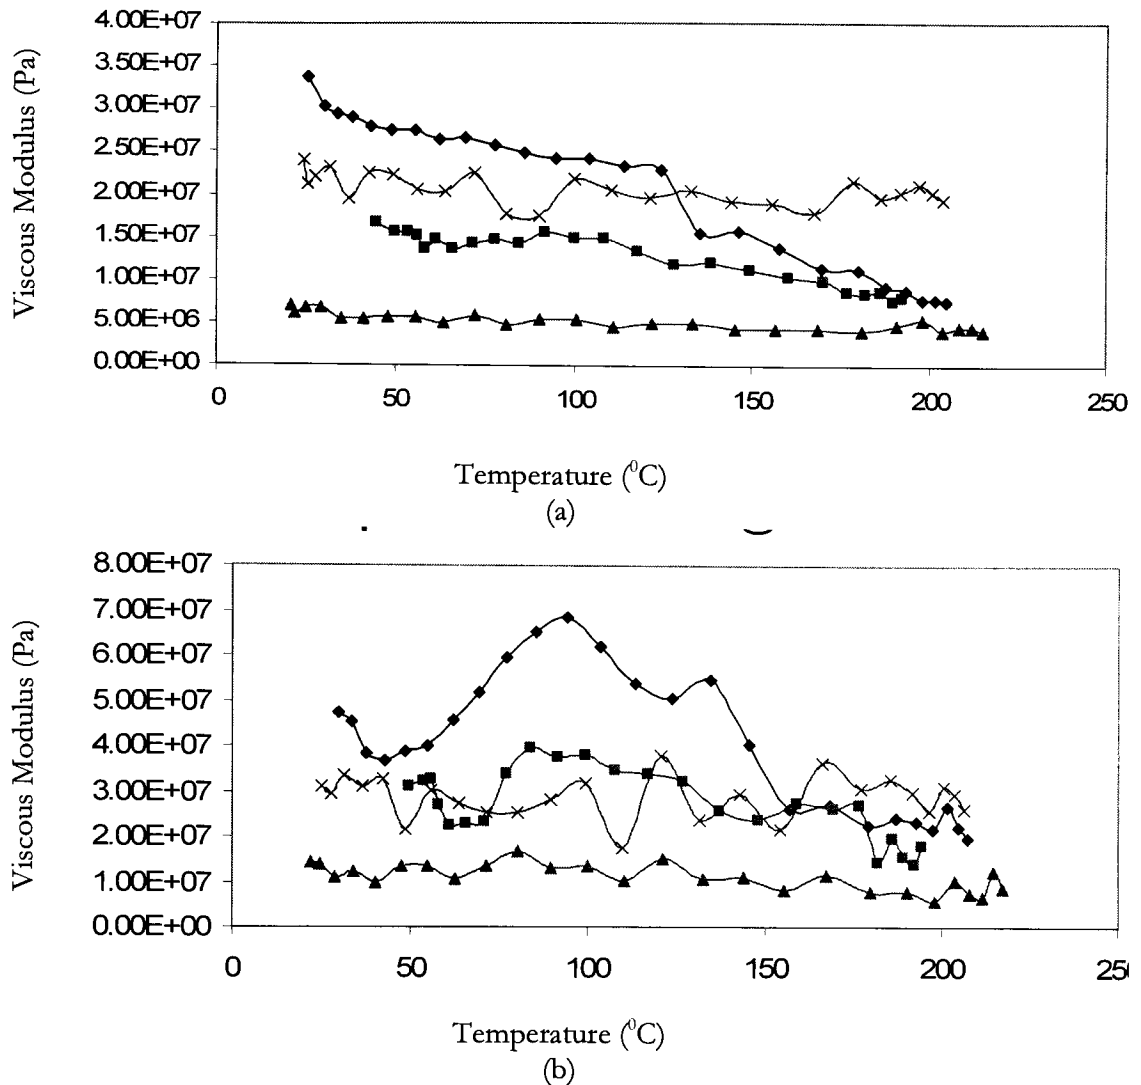 4.00E+07
3.50E+07
3.00E+07
2.50E+07
2.00E+07
1.50E+07
1.00E+07
5.00E+06
0.00E+00
Viscous Modulus (Pa)
0 50 100 150 200 250
Temperature (⁰C)
(a)
8.00E+07
7.00E+07
6.00E+07
5.00E+07
4.00E+07
3.00E+07
2.00E+07
1.00E+07
0.00E+00
Viscous Modulus (Pa)
0 50 100 150 200 25
Temperature (⁰C)
(b)